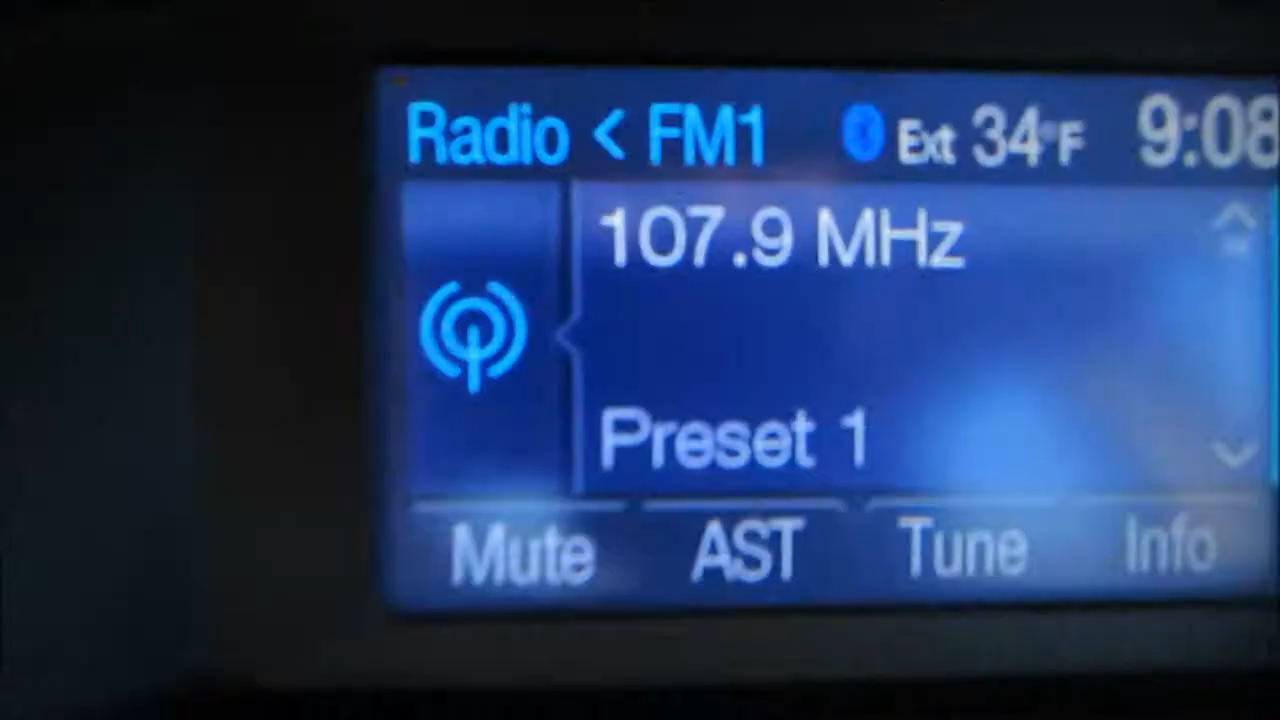 Radio < FM1 Ext 34°F 9:08
107.9 MHz
Preset 1
Mute AST Tune Info